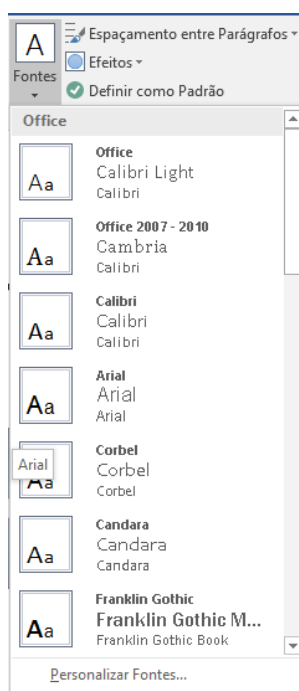 A
Fontes
Espaçamento entre Parágrafos
Efeitos
Definir como Padrão
Office
Aa
Office
Calibri Light
Calibri
Aa
Office 2007 - 2010
Cambria
Calibri
Aa
Calibri
Calibri
Calibri
Aa
Arial
Arial
Arial
Arial
Aa
Corbel
Corbel
Corbel
Aa
Candara
Candara
Candara
Aa
Franklin Gothic
Franklin Gothic M...
Franklin Gothic Book
Personalizar Fontes...